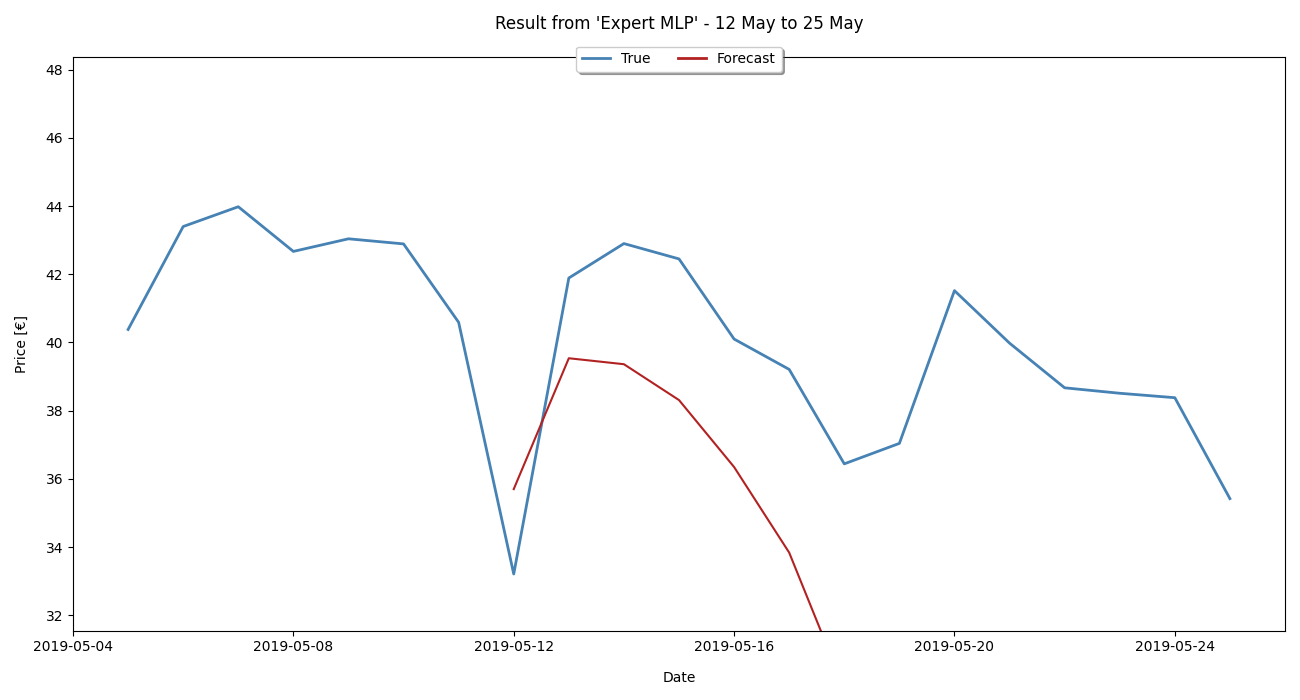 Result from 'Expert MLP' - 12 May to 25 May
True Forecast
48
46
44
42
40
38
36
34
32
Price [€]
2019-05-04 2019-05-08 2019-05-12 2019-05-16 2019-05-20 2019-05-24
Date